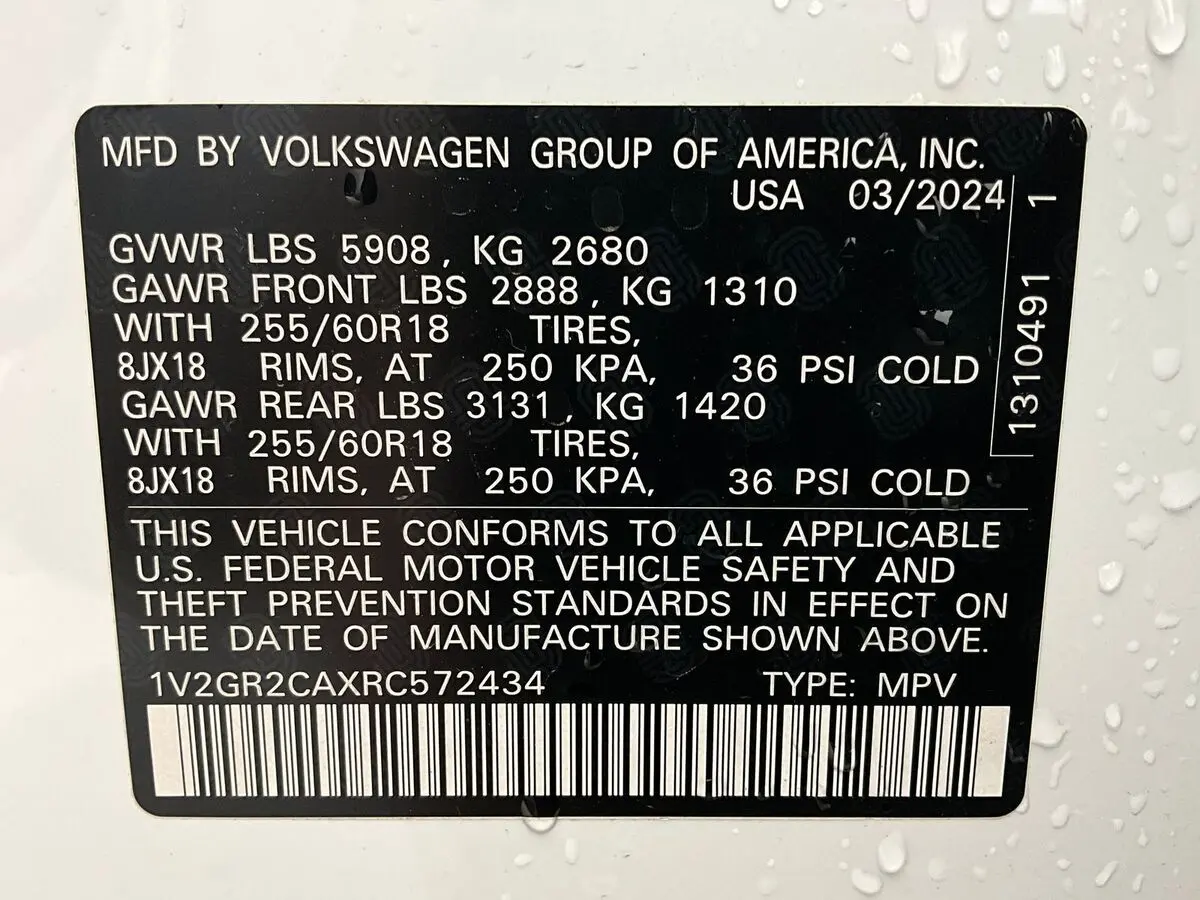 MFD BY VOLKSWAGEN GROUP OF AMERICA, INC.
USA 03/2024
GVWR LBS 5908, KG 2680
GAWR FRONT LBS 2888, KG 1310
WITH 255/60R18 TIRES,
8JX18 RIMS, AT 250 KPA, 36 PSI COLD
GAWR REAR LBS 3131, KG 1420
WITH 255/60R18 TIRES,
8JX18 RIMS, AT 250 KPA, 36 PSI COLD
1310491 1
THIS VEHICLE CONFORMS TO ALL APPLICABLE
U.S. FEDERAL MOTOR VEHICLE SAFETY AND
THEFT PREVENTION STANDARDS IN EFFECT ON
THE DATE OF MANUFACTURE SHOWN ABOVE.
1V2GR2CAXRC572434 TYPE: MPV